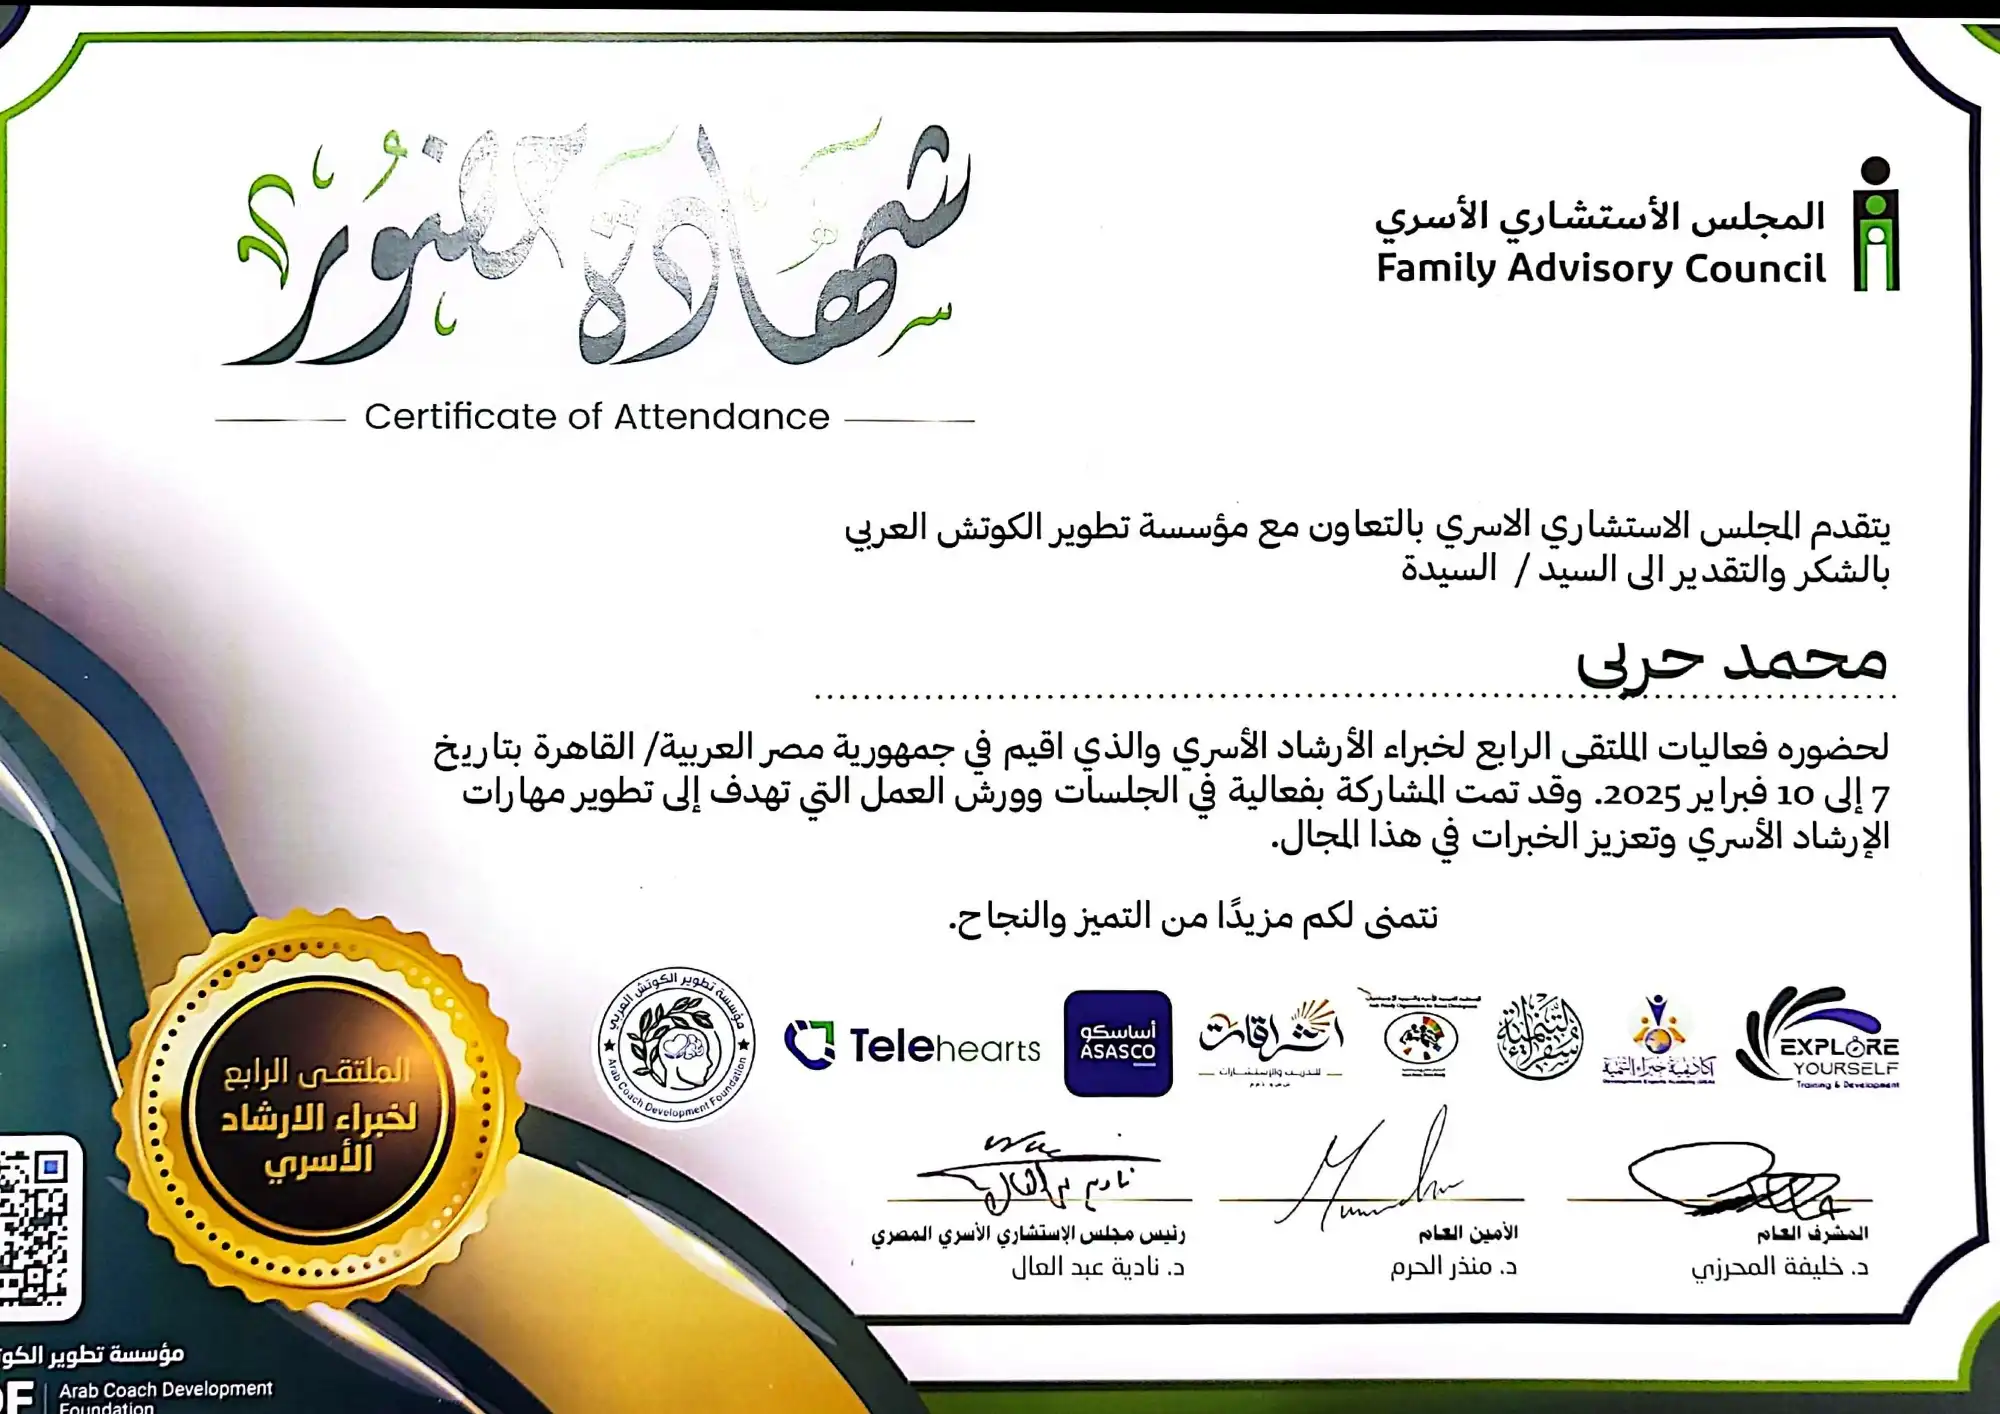 المجلس الأستشاري الأسري
Family Advisory Council
شهادة حضور
Certificate of Attendance
يتقدم المجلس الاستشاري الاسري بالتعاون مع مؤسسة تطوير الكوتش العربي
بالشكر والتقدير الى السيد / السيدة
محمد حربى
لحضوره فعاليات الملتقى الرابع لخبراء الأرشاد الأسري والذي اقيم في جمهورية مصر العربية/ القاهرة بتاريخ
7 إلى 10 فبراير 2025. وقد تمت المشاركة بفعالية في الجلسات وورش العمل التي تهدف إلى تطوير مهارات
الإرشاد الأسري وتعزيز الخبرات في هذا المجال.
نتمنى لكم مزيدًا من التميز والنجاح.
EXPLORE
YOURSELF
Training & Development
أكاديمية خبراء التنمية
سفراء التنمية
إشراقات
للتدريب والإستشارات
أساسكو
ASASCO
Telehearts
مؤسسة تطوير الكوتش العربي
Arab Coach Development Foundation
الملتقى الرابع
لخبراء الارشاد
الأسري
المشرف العام
د. خليفة المحرزي
الأمين العام
د. منذر الحرم
نادية عبد العال
رئيس مجلس الإستشاري الأسري المصري
د. نادية عبد العال
مؤسسة تطوير
Arab Coach Development
Foundation